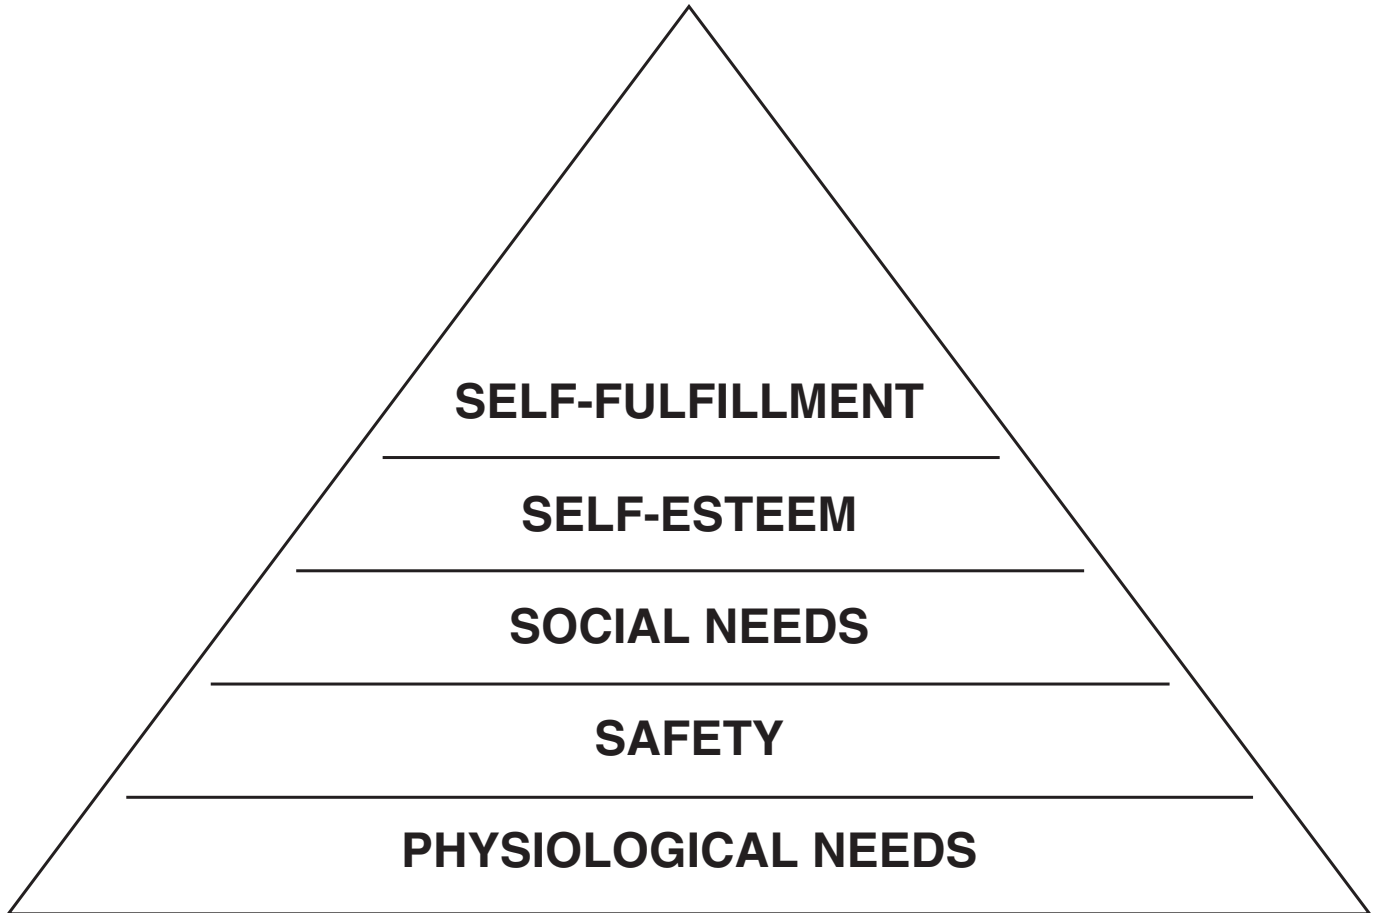 SELF-FULFILLMENT
SELF-ESTEEM
SOCIAL NEEDS
SAFETY
PHYSIOLOGICAL NEEDS